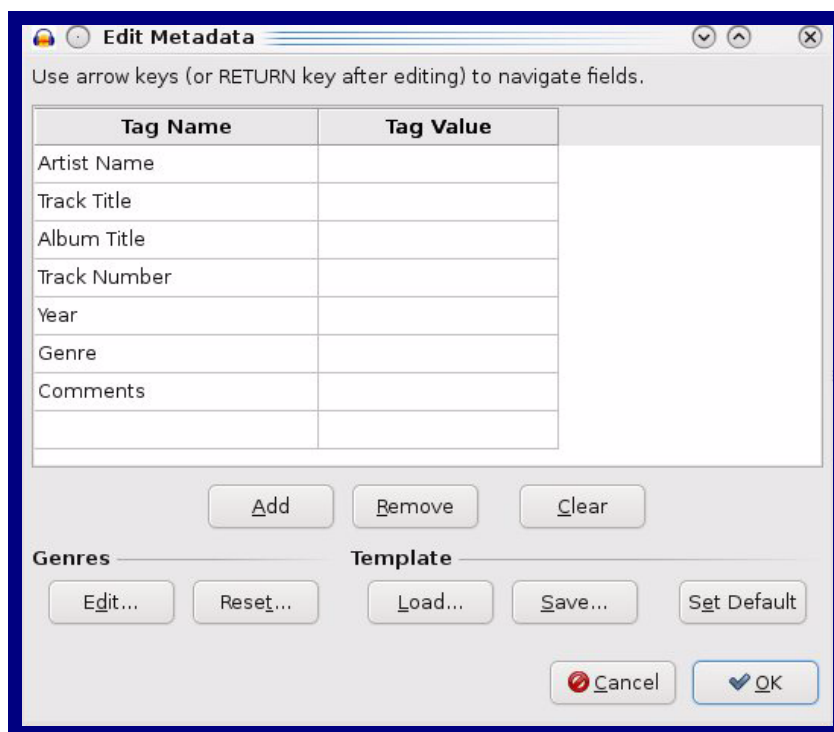 Edit Metadata
Use arrow keys (or RETURN key after editing) to navigate fields.
Tag Name Tag Value
Artist Name
Track Title
Album Title
Track Number
Year
Genre
Comments
Add Remove Clear
Genres Template
Edit... Reset... Load... Save... Set Default
Cancel OK